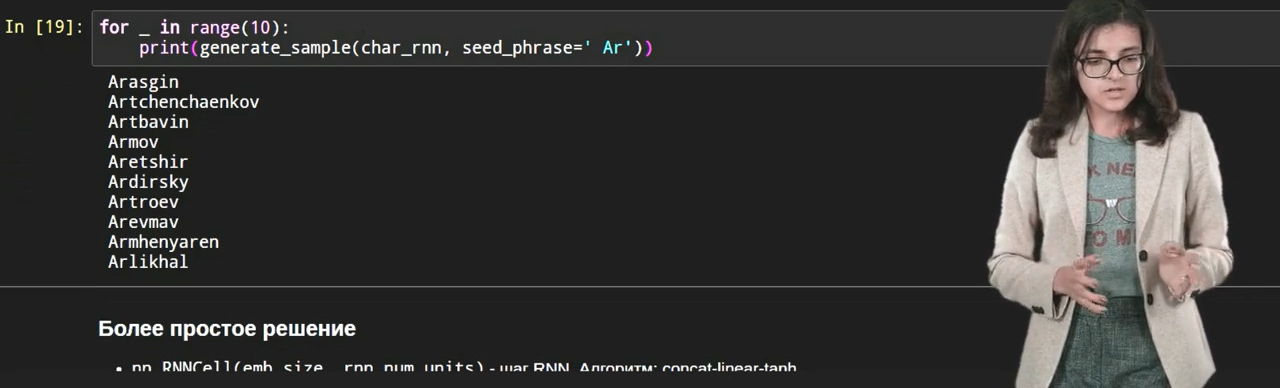 In [19]:
for _ in range(10):
print(generate_sample(char_rnn, seed_phrase=' Ar'))
Arasgin
Artchenchaenkov
Artbavin
Armov
Aretshir
Ardirsky
Artroev
Arevmav
Armhenyaren
Arlikhal
Более простое решение
• nn.RNNCell(emb_size, rnn_num_units) - шаг RNN. Алгоритм: concat-linear-tanh